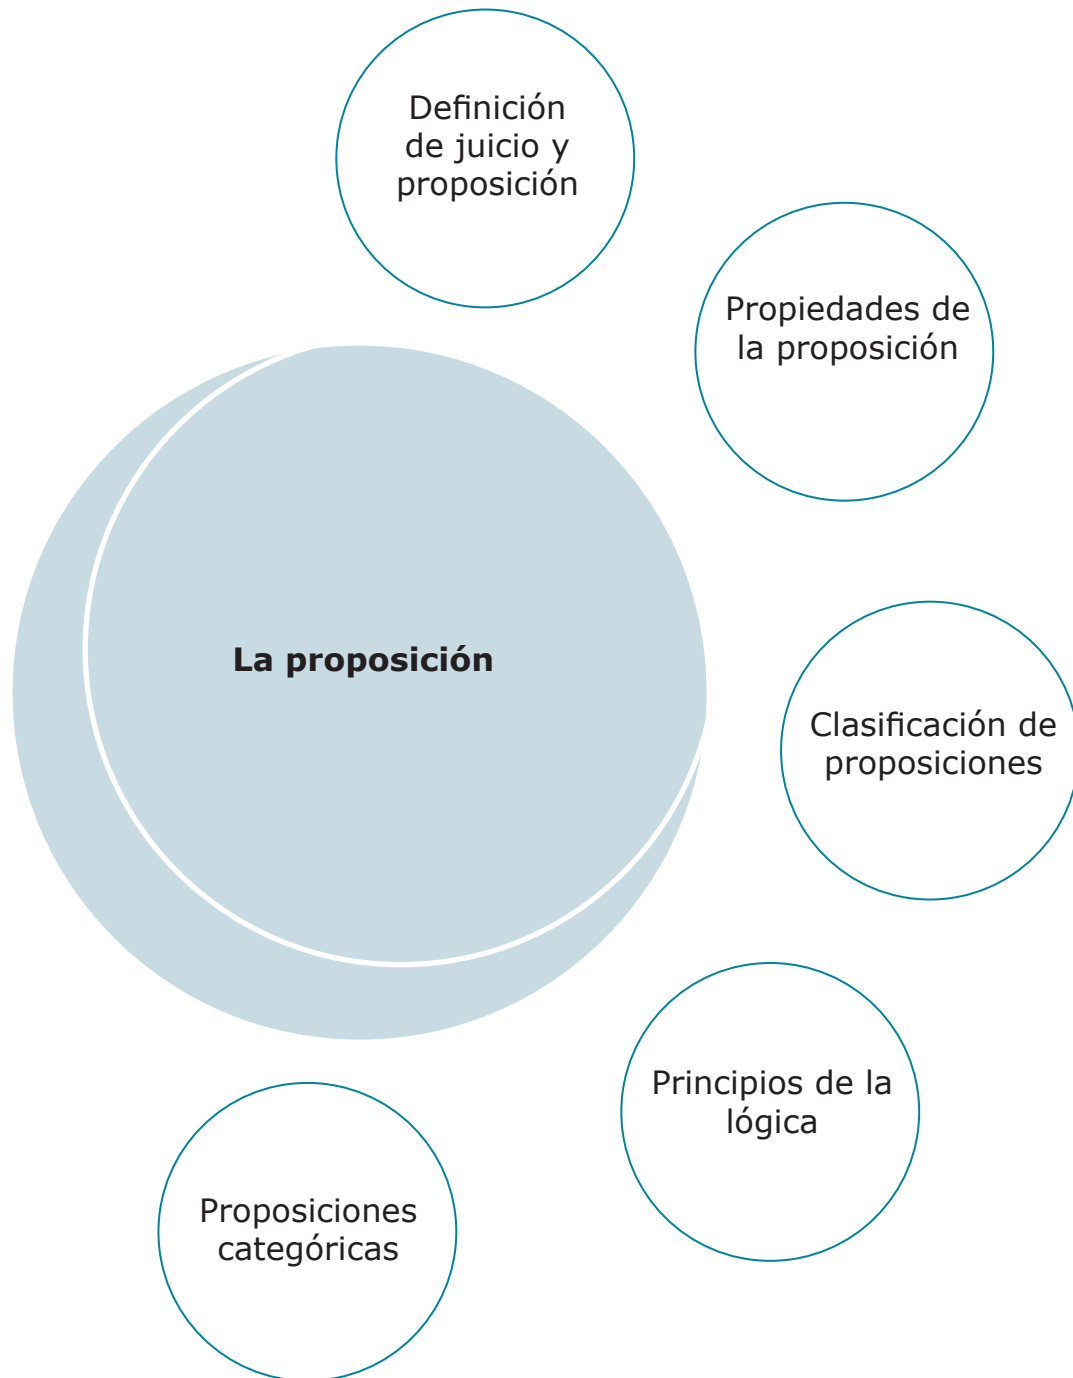 Definición
de juicio y
proposición
Propiedades de
la proposición
La proposición
Clasificación de
proposiciones
Principios de la
lógica
Proposiciones
categóricas